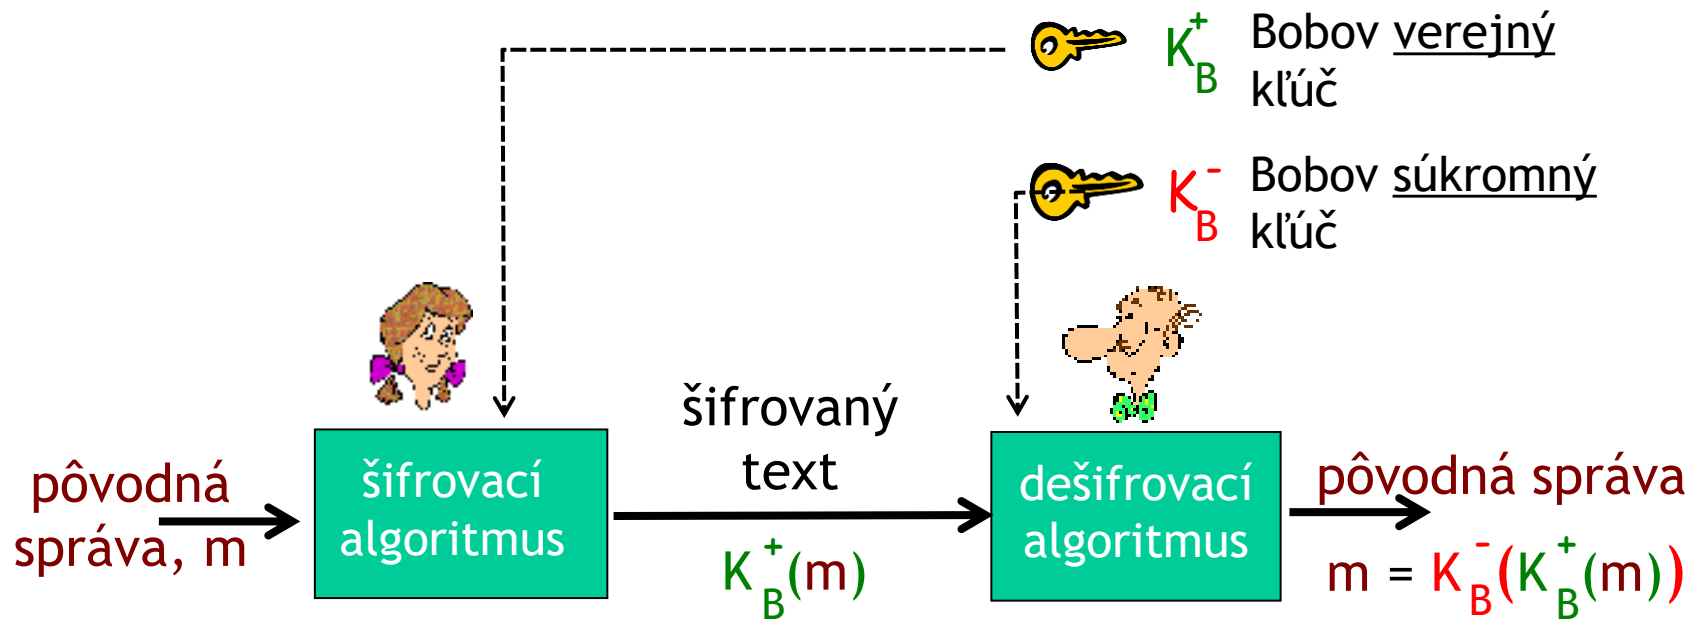 K_B^+ Bobov verejný
kľúč
K_B^- Bobov súkromný
kľúč
šifrovaný
text
pôvodná
správa, m
šifrovací
algoritmus
K_B^+(m)
dešifrovací
algoritmus
pôvodná správa
m = K_B^-(K_B^+(m))